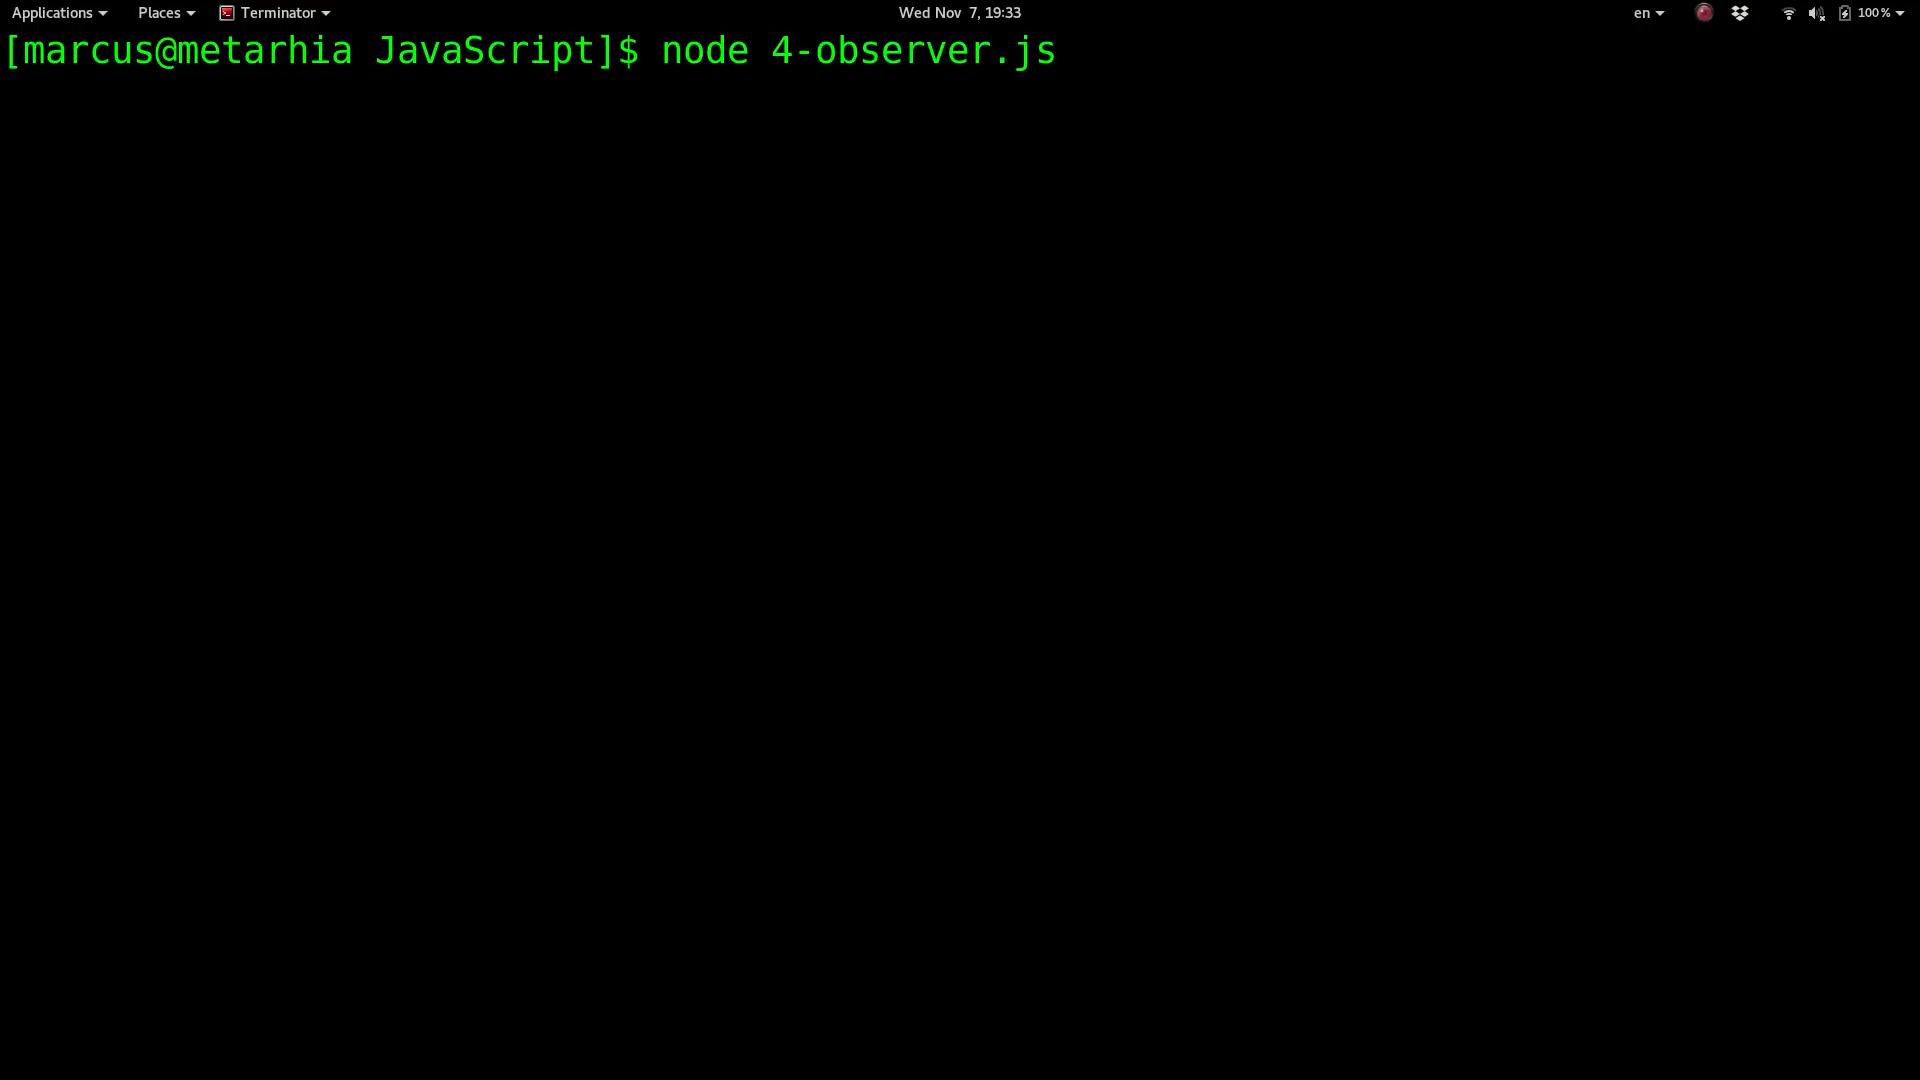 Applications Places Terminator Wed Nov 7, 19:33 en 100%
[marcus@metarhia JavaScript]$ node 4-observer.js